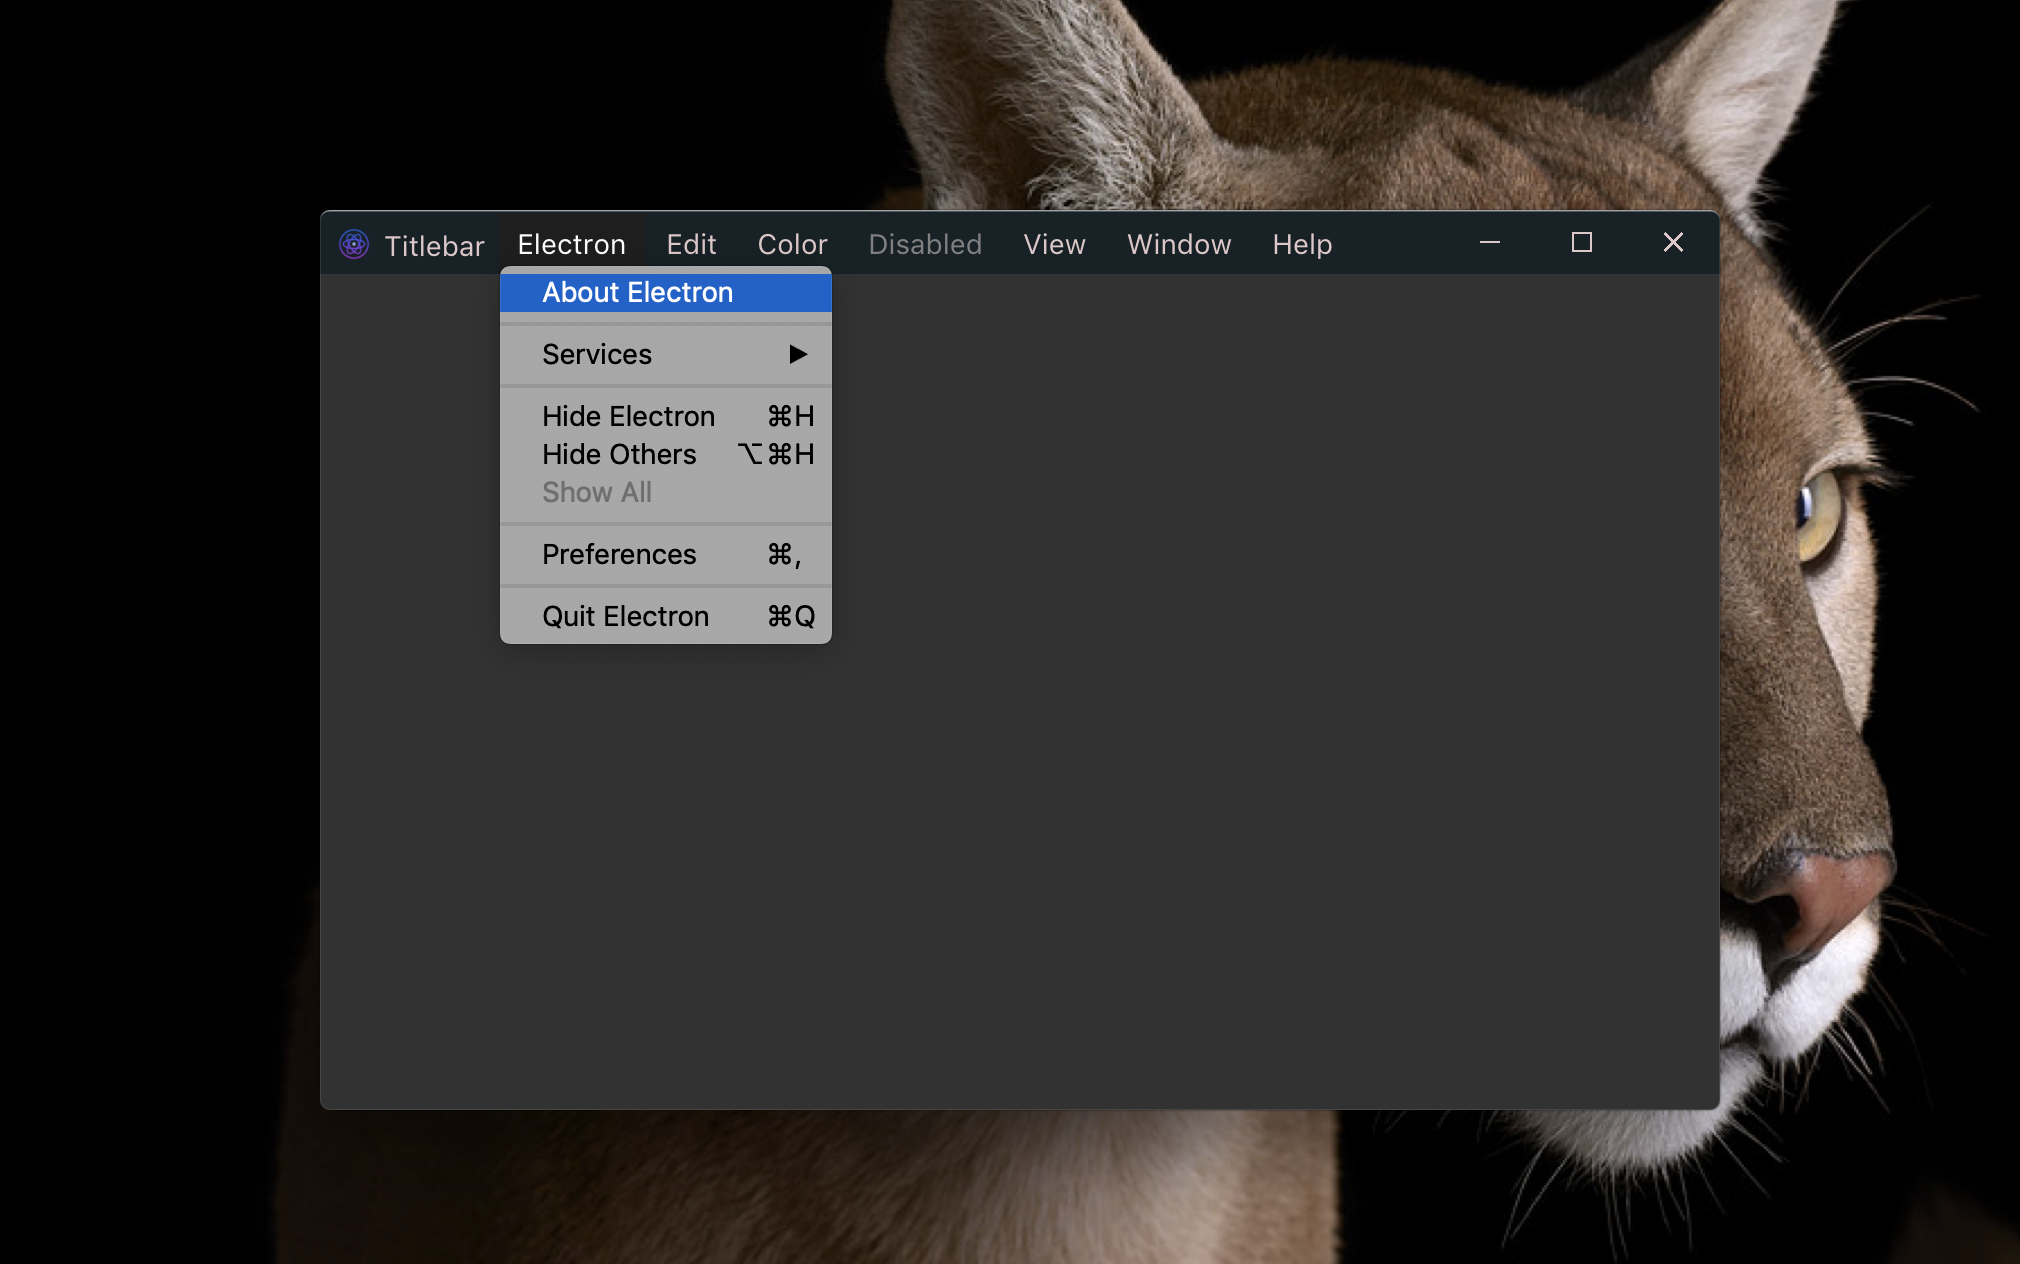 Titlebar Electron Edit Color Disabled View Window Help
About Electron
Services ▶
Hide Electron ⌘H
Hide Others ⌥⌘H
Show All
Preferences ⌘,
Quit Electron ⌘Q